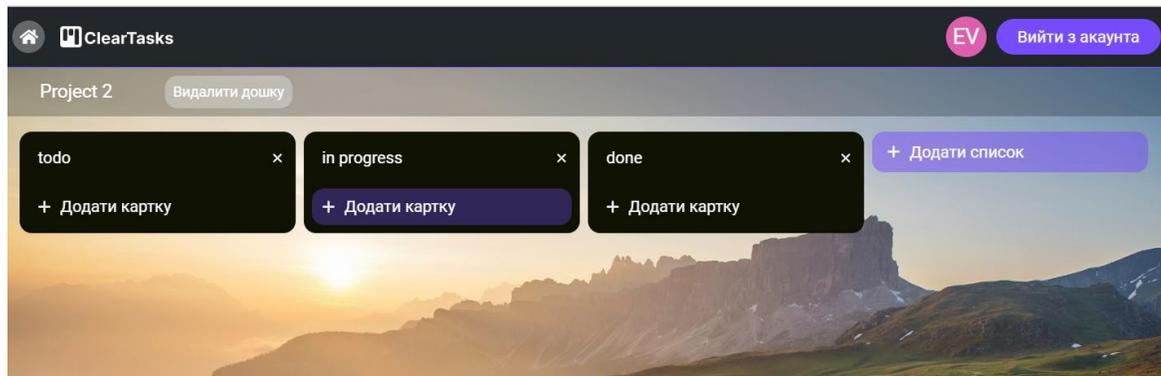 ClearTasks
EV
Вийти з акаунта
Project 2
Видалити дошку
todo
in progress
done
+ Додати список
+ Додати картку
+ Додати картку
+ Додати картку